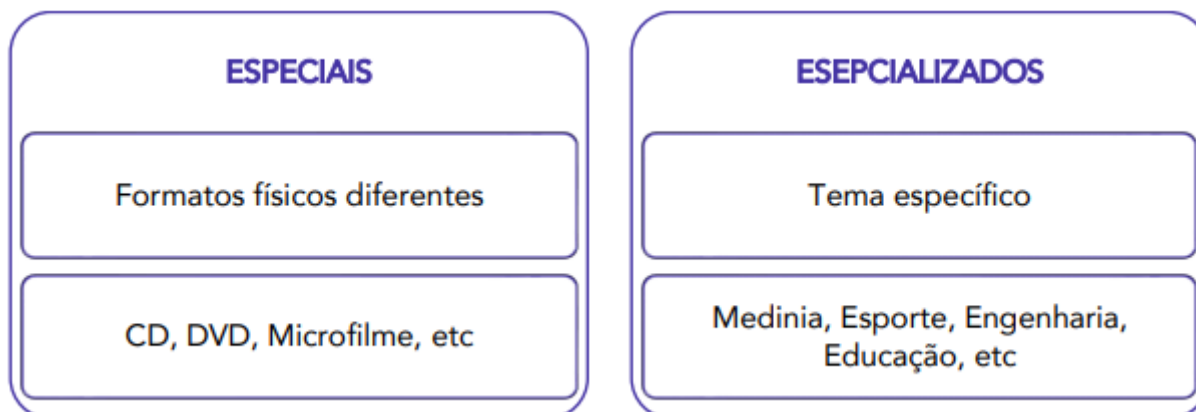 ESPECIAIS
Formatos físicos diferentes
CD, DVD, Microfilme, etc
ESEPCIALIZADOS
Tema específico
Medinia, Esporte, Engenharia,
Educação, etc